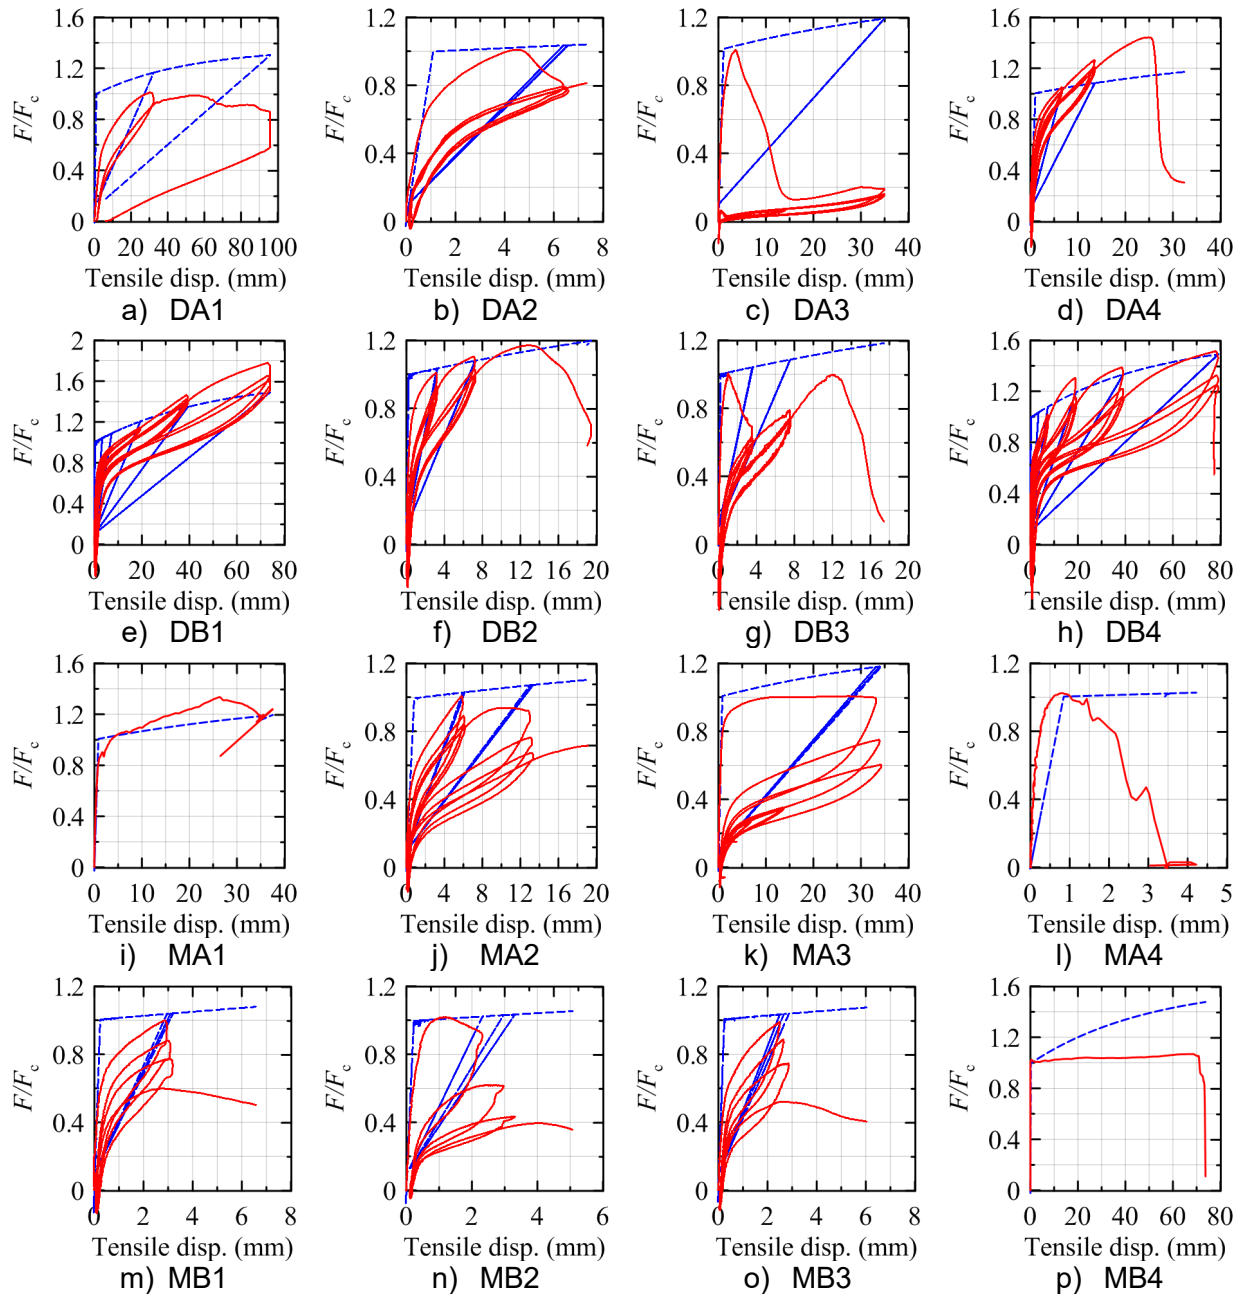 1.6 1.2 1.2 1.6
1.2 0.8 0.8 1.2
0.8 0.8
0.4 0.4 0.4 0.4
0 0 0 0
F/Fc F/Fc F/Fc F/Fc
0 20 40 60 80 100 0 2 4 6 8 0 10 20 30 40 0 10 20 30 40
Tensile disp. (mm) Tensile disp. (mm) Tensile disp. (mm) Tensile disp. (mm)
a) DA1 b) DA2 c) DA3 d) DA4
2 1.2 1.2 1.6
1.6 0.8 0.8 1.2
1.2 0.8
0.8 0.4 0.4 0.4
0.4
0 0 0 0
F/Fc F/Fc F/Fc F/Fc
0 20 40 60 80 0 4 8 12 16 20 0 4 8 12 16 20 0 20 40 60 80
Tensile disp. (mm) Tensile disp. (mm) Tensile disp. (mm) Tensile disp. (mm)
e) DB1 f) DB2 g) DB3 h) DB4
1.6 1.2 1.2 1.2
1.2 0.8 0.8 0.8
0.8
0.4 0.4 0.4 0.4
0 0 0 0
F/Fc F/Fc F/Fc F/Fc
0 10 20 30 40 0 4 8 12 16 20 0 10 20 30 40 0 1 2 3 4 5
Tensile disp. (mm) Tensile disp. (mm) Tensile disp. (mm) Tensile disp. (mm)
i) MA1 j) MA2 k) MA3 l) MA4
1.2 1.2 1.2 1.6
0.8 0.8 0.8 1.2
0.8
0.4 0.4 0.4 0.4
0 0 0 0
F/Fc F/Fc F/Fc F/Fc
0 2 4 6 8 0 2 4 6 0 2 4 6 8 0 20 40 60 80
Tensile disp. (mm) Tensile disp. (mm) Tensile disp. (mm) Tensile disp. (mm)
m) MB1 n) MB2 o) MB3 p) MB4